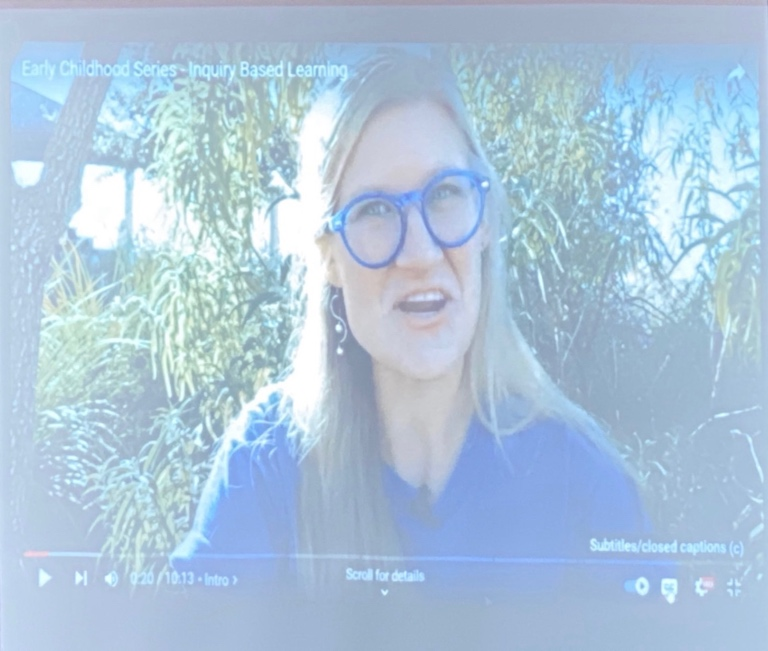 Early Childhood Series - Inquiry Based Learning
Subtitles/closed captions (c)
0:20 / 10:13 • Intro ›
Scroll for details